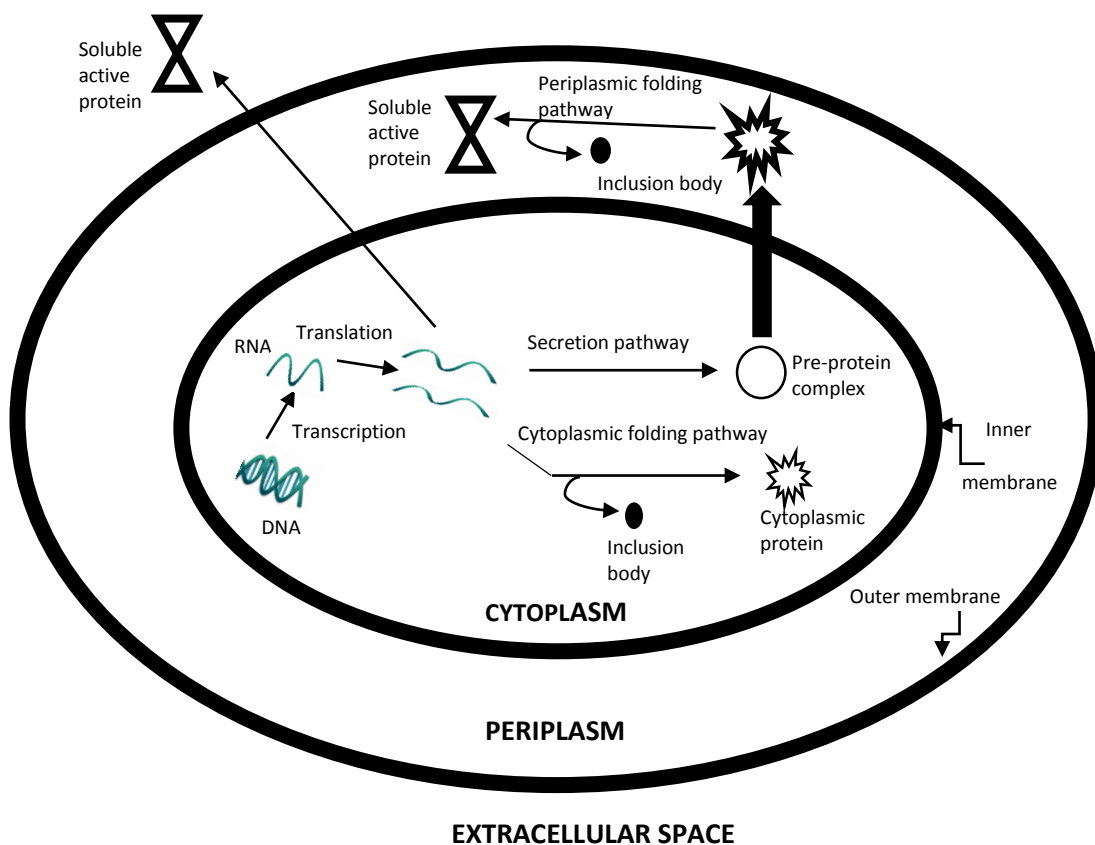 Soluble
active
protein
Periplasmic folding
pathway
Soluble
active
protein
Inclusion body
Translation
RNA
Secretion pathway
Pre-protein
complex
Transcription
Cytoplasmic folding pathway
Inner
membrane
DNA
Cytoplasmic
protein
Inclusion
body
Outer membrane
CYTOPLASM
PERIPLASM
EXTRACELLULAR SPACE